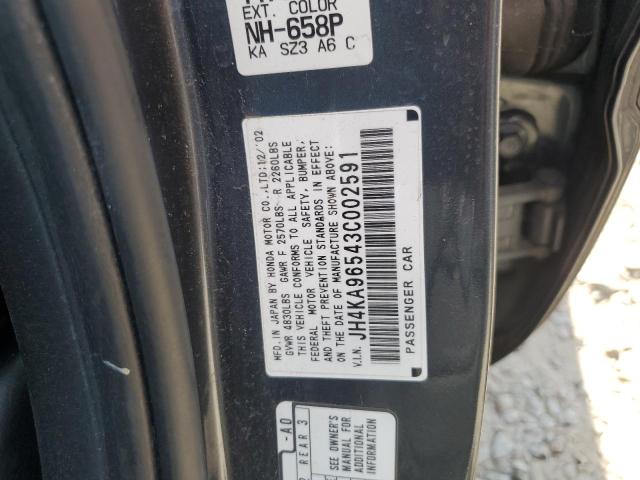 EXT. COLOR
NH-658P
KA SZ3 A6 C
MFD.IN JAPAN BY HONDA MOTOR CO.,LTD:12/'02
GVWR 4830LBS GAWR F 2570LBS R 2260LBS
THIS VEHICLE CONFORMS TO ALL APPLICABLE
FEDERAL MOTOR VEHICLE SAFETY, BUMPER,
AND THEFT PREVENTION STANDARDS IN EFFECT
ON THE DATE OF MANUFACTURE SHOWN ABOVE:
V.I.N. JH4KA96543C002591
PASSENGER CAR
-A0
REAR 3
SEE OWNER'S
MANUAL FOR
ADDITIONAL
INFORMATION